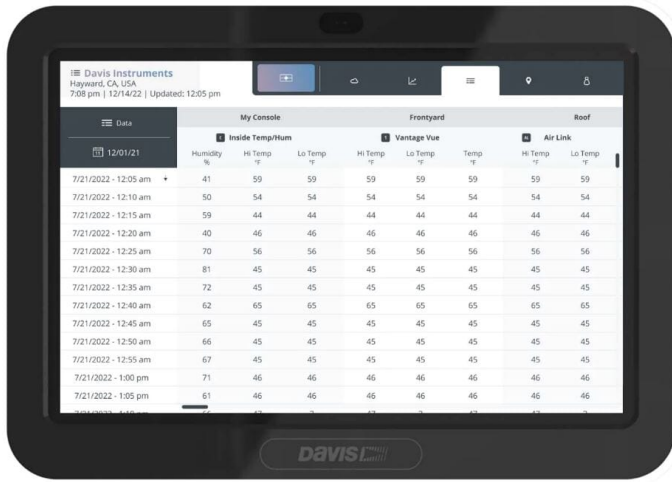 Davis Instruments
Hayward, CA, USA
7:08 pm | 12/14/22 | Updated: 12:05 pm
Data
My Console Frontyard Roof
Inside Temp/Hum Vantage Vue Air Link
12/01/21
Humidity Hi Temp Lo Temp Hi Temp Lo Temp Temp Hi Temp Lo Temp
% °F °F °F °F °F °F °F
7/21/2022 - 12:05 am 41 59 59 59 59 59 59 59
7/21/2022 - 12:10 am 50 54 54 54 54 54 54 54
7/21/2022 - 12:15 am 59 44 44 44 44 44 44 44
7/21/2022 - 12:20 am 40 46 46 46 46 46 46 46
7/21/2022 - 12:25 am 70 56 56 56 56 56 56 56
7/21/2022 - 12:30 am 81 45 45 45 45 45 45 45
7/21/2022 - 12:35 am 72 45 45 45 45 45 45 45
7/21/2022 - 12:40 am 62 65 65 65 65 65 65 65
7/21/2022 - 12:45 am 65 45 45 45 45 45 45 45
7/21/2022 - 12:50 am 66 45 45 45 45 45 45 45
7/21/2022 - 12:55 am 67 45 45 45 45 45 45 45
7/21/2022 - 1:00 pm 71 46 46 46 46 46 46 46
7/21/2022 - 1:05 pm 61 46 46 46 46 46 46 46
DAVIS